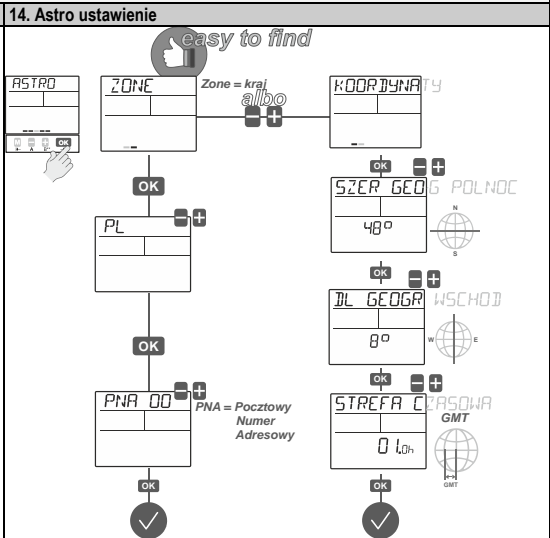 14. Astro ustawienie
easy to find
ASTRO
OK
ZONE
Zone = kraj
albo
- +
KOORDYNATY
OK
PL
- +
OK
PNA 00
- +
PNA = Pocztowy
Numer
Adresowy
OK
OK
- +
SZER GEOG POLNOC
48°
N
S
OK
- +
DL GEOGR WSCHOD
8°
W
E
OK
- +
STREFA CZASOWA
GMT
01.0h
GMT
OK